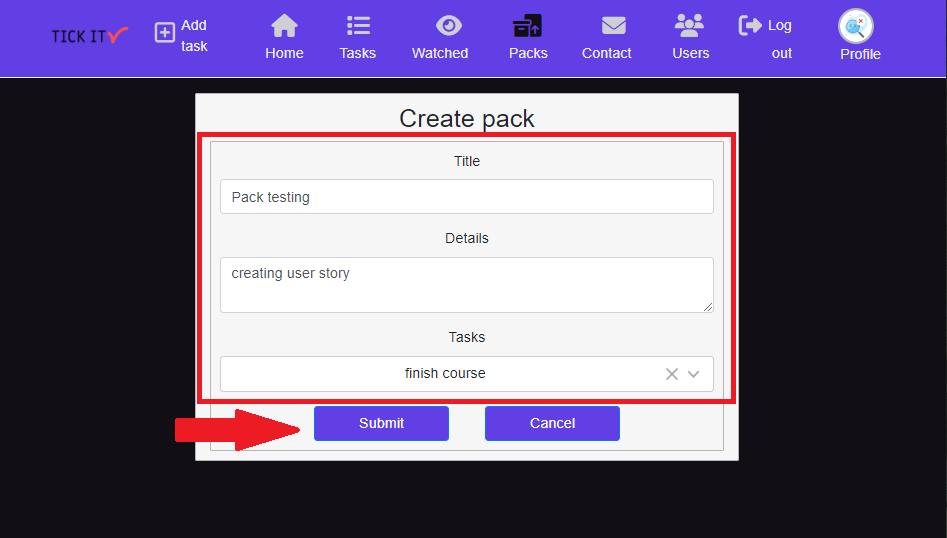 TICK IT
Add
task
Home
Tasks
Watched
Packs
Contact
Users
Log
out
Profile
Create pack
Title
Pack testing
Details
creating user story
Tasks
finish course
Submit
Cancel